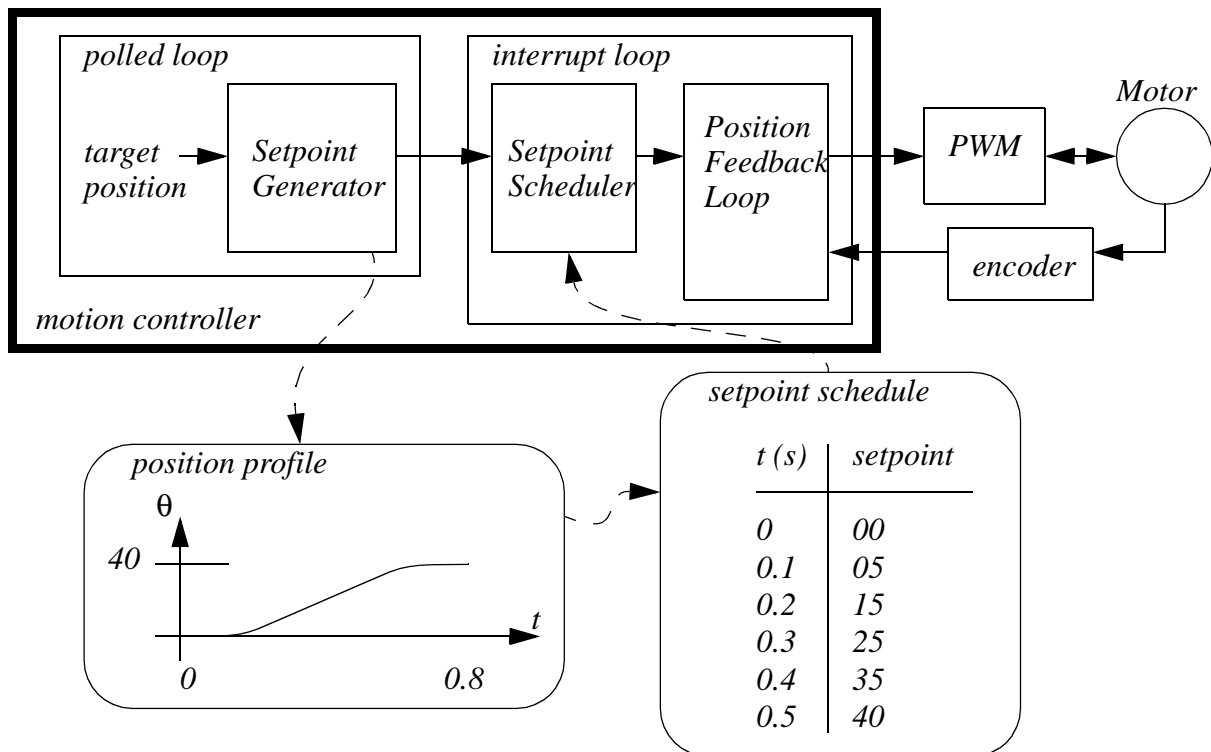 polled loop
target
position
Setpoint
Generator
interrupt loop
Setpoint
Scheduler
Position
Feedback
Loop
PWM
Motor
encoder
motion controller
position profile
θ
40
t
0
0.8
setpoint schedule
t (s) setpoint
0 00
0.1 05
0.2 15
0.3 25
0.4 35
0.5 40